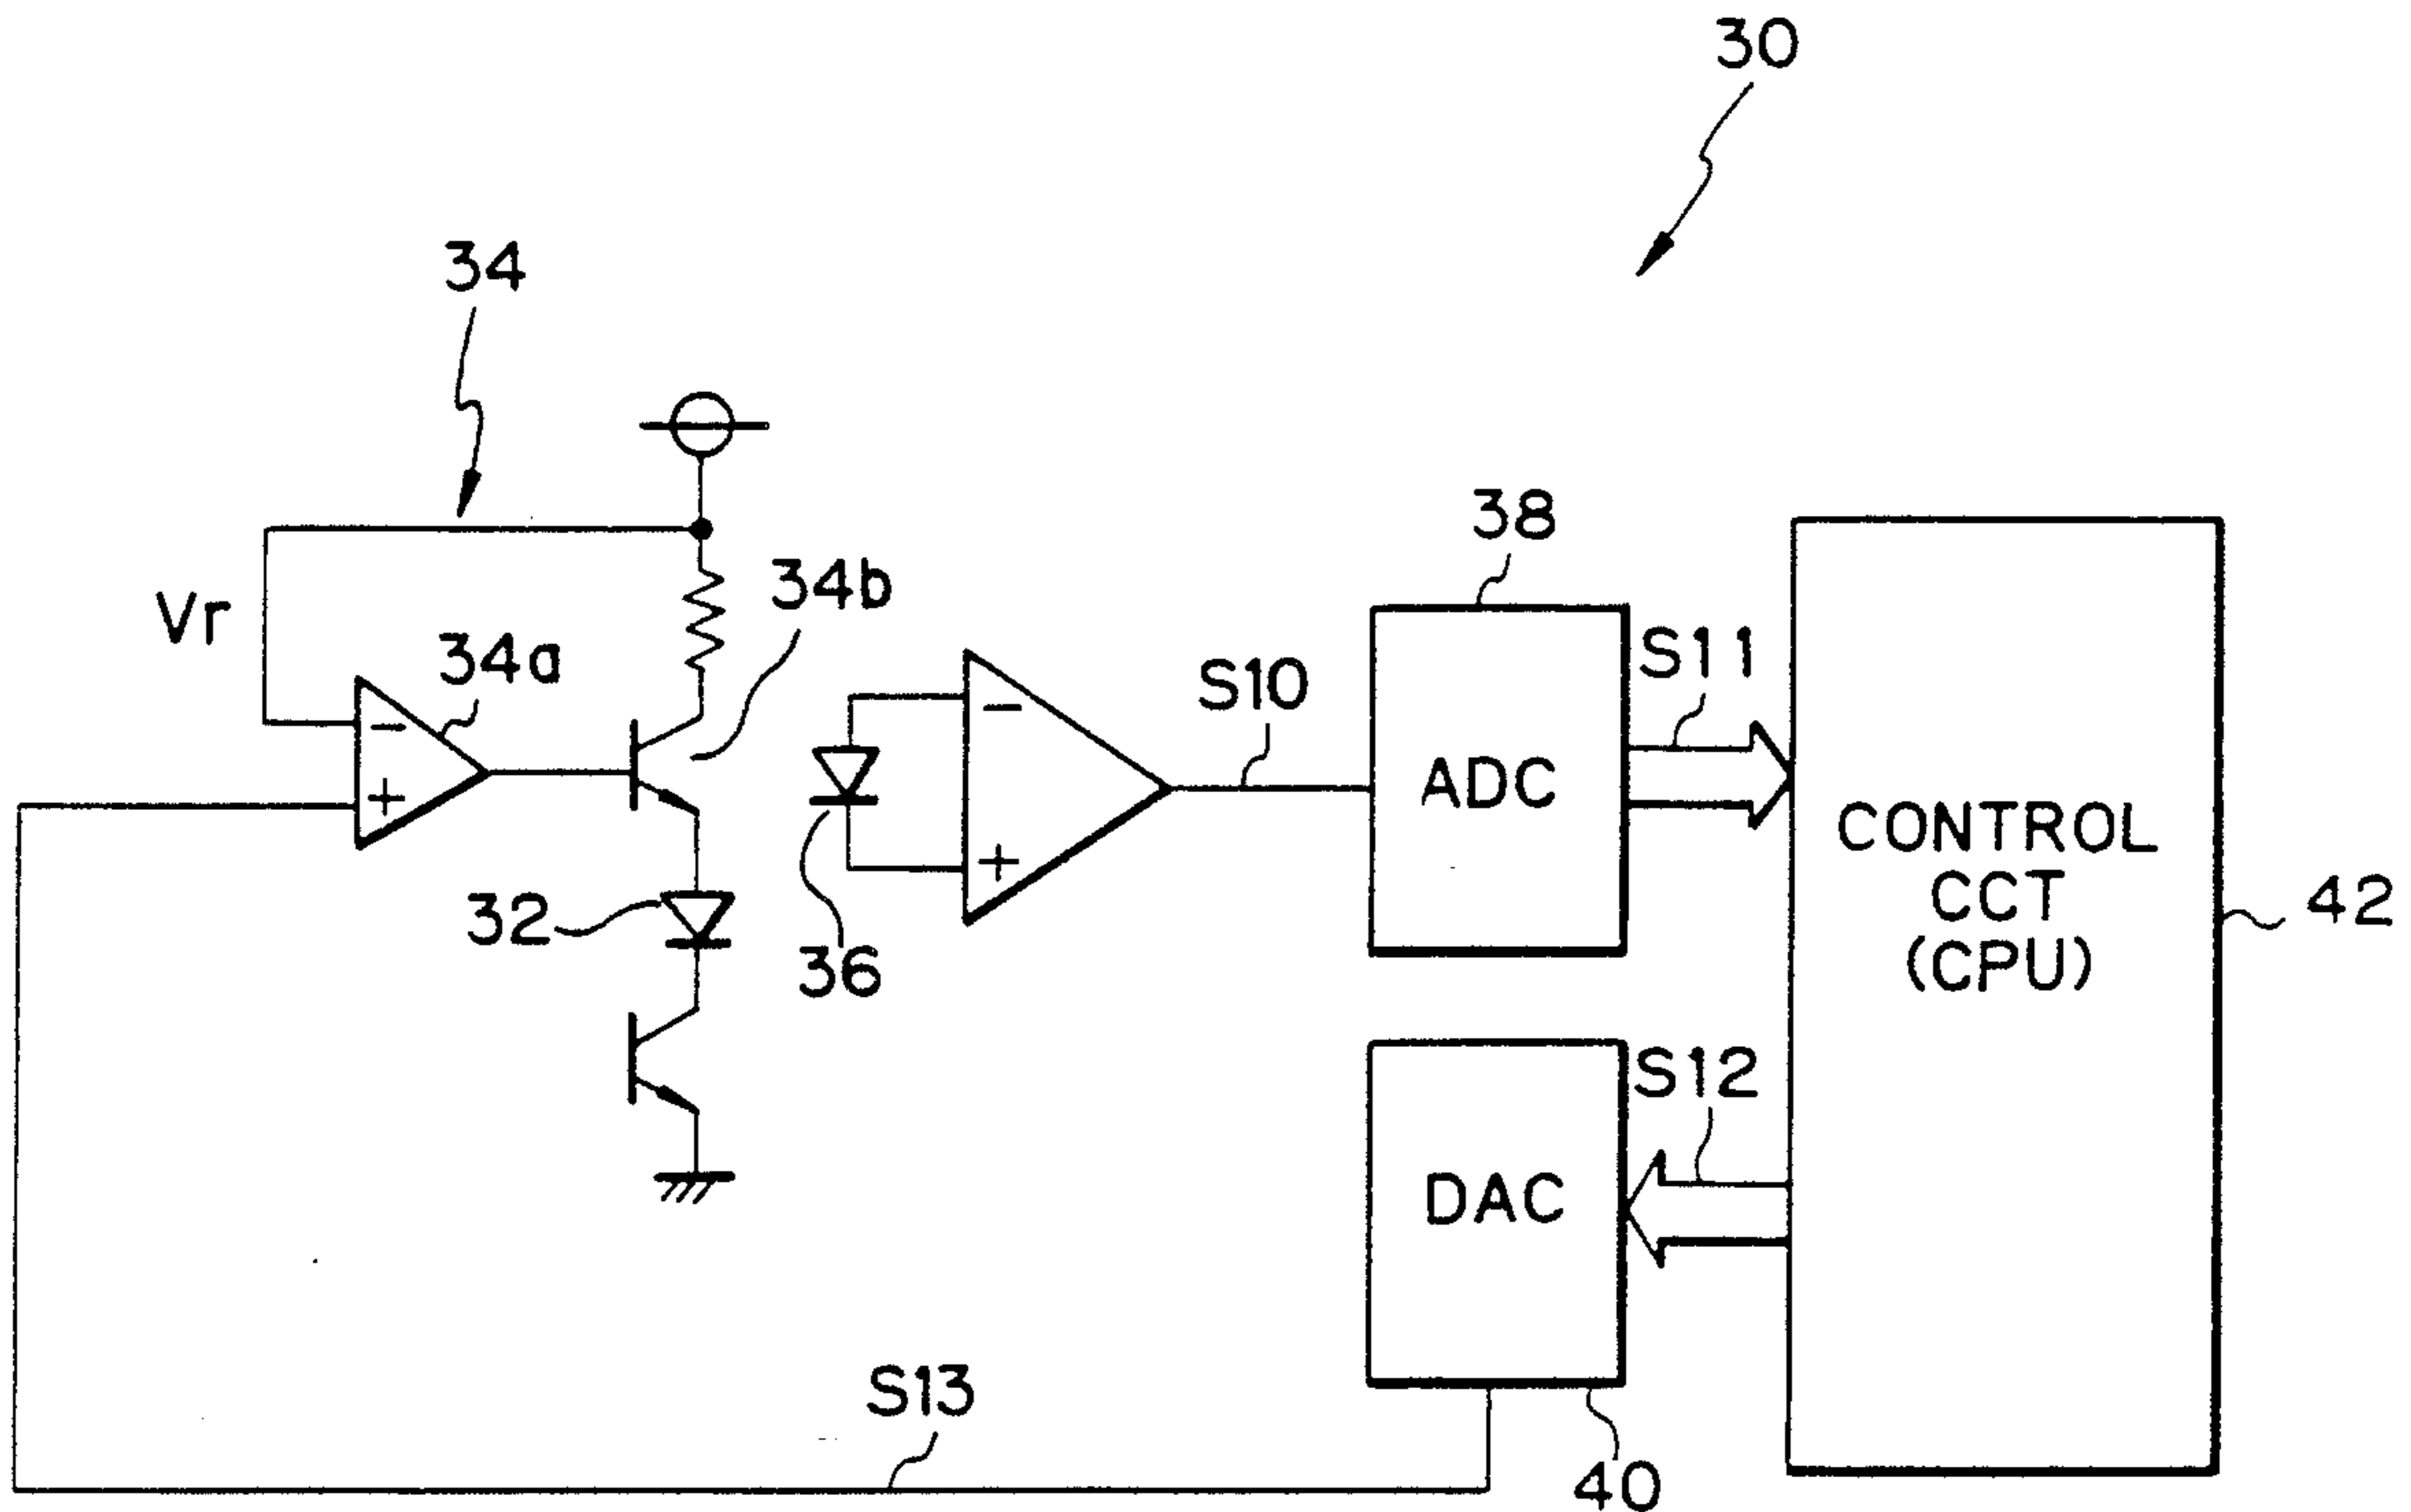 30
34
38
34b
Vr
34a
S10
S11
-
-
ADC
+
+
CONTROL
CCT
(CPU)
32
36
42
S12
DAC
S13
40